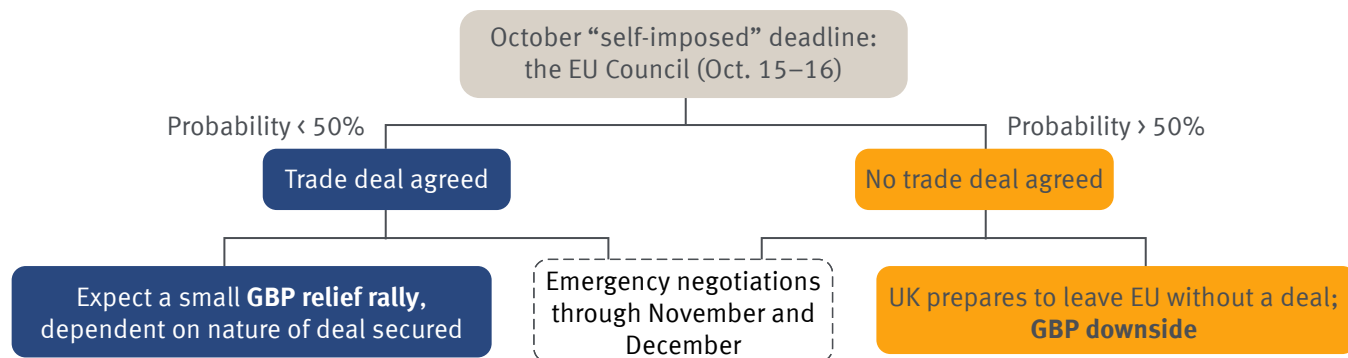 October “self-imposed” deadline:
the EU Council (Oct. 15–16)
Probability < 50%
Probability > 50%
Trade deal agreed
No trade deal agreed
Expect a small GBP relief rally,
dependent on nature of deal secured
Emergency negotiations
through November and
December
UK prepares to leave EU without a deal;
GBP downside